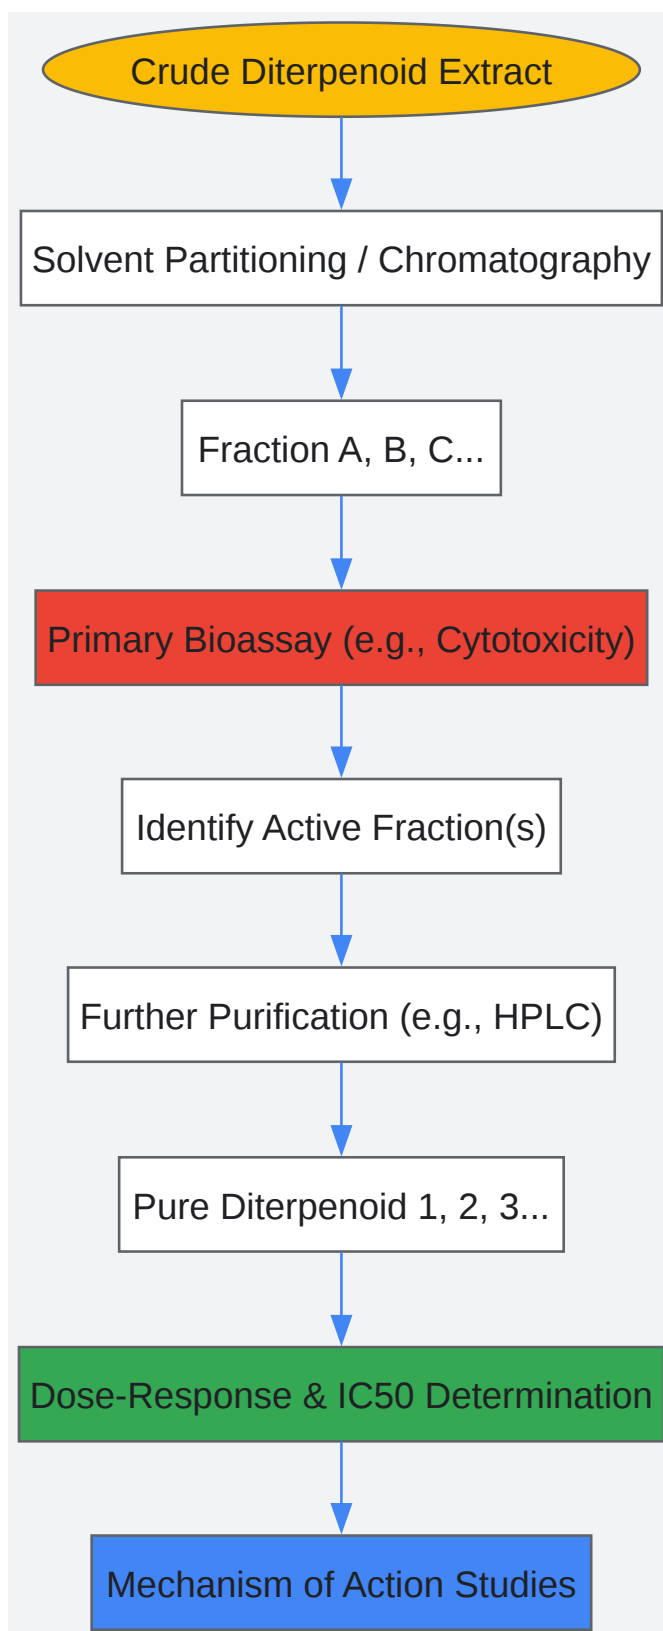 Crude Diterpenoid Extract
Solvent Partitioning / Chromatography
Fraction A, B, C...
Primary Bioassay (e.g., Cytotoxicity)
Identify Active Fraction(s)
Further Purification (e.g., HPLC)
Pure Diterpenoid 1, 2, 3...
Dose-Response & IC50 Determination
Mechanism of Action Studies